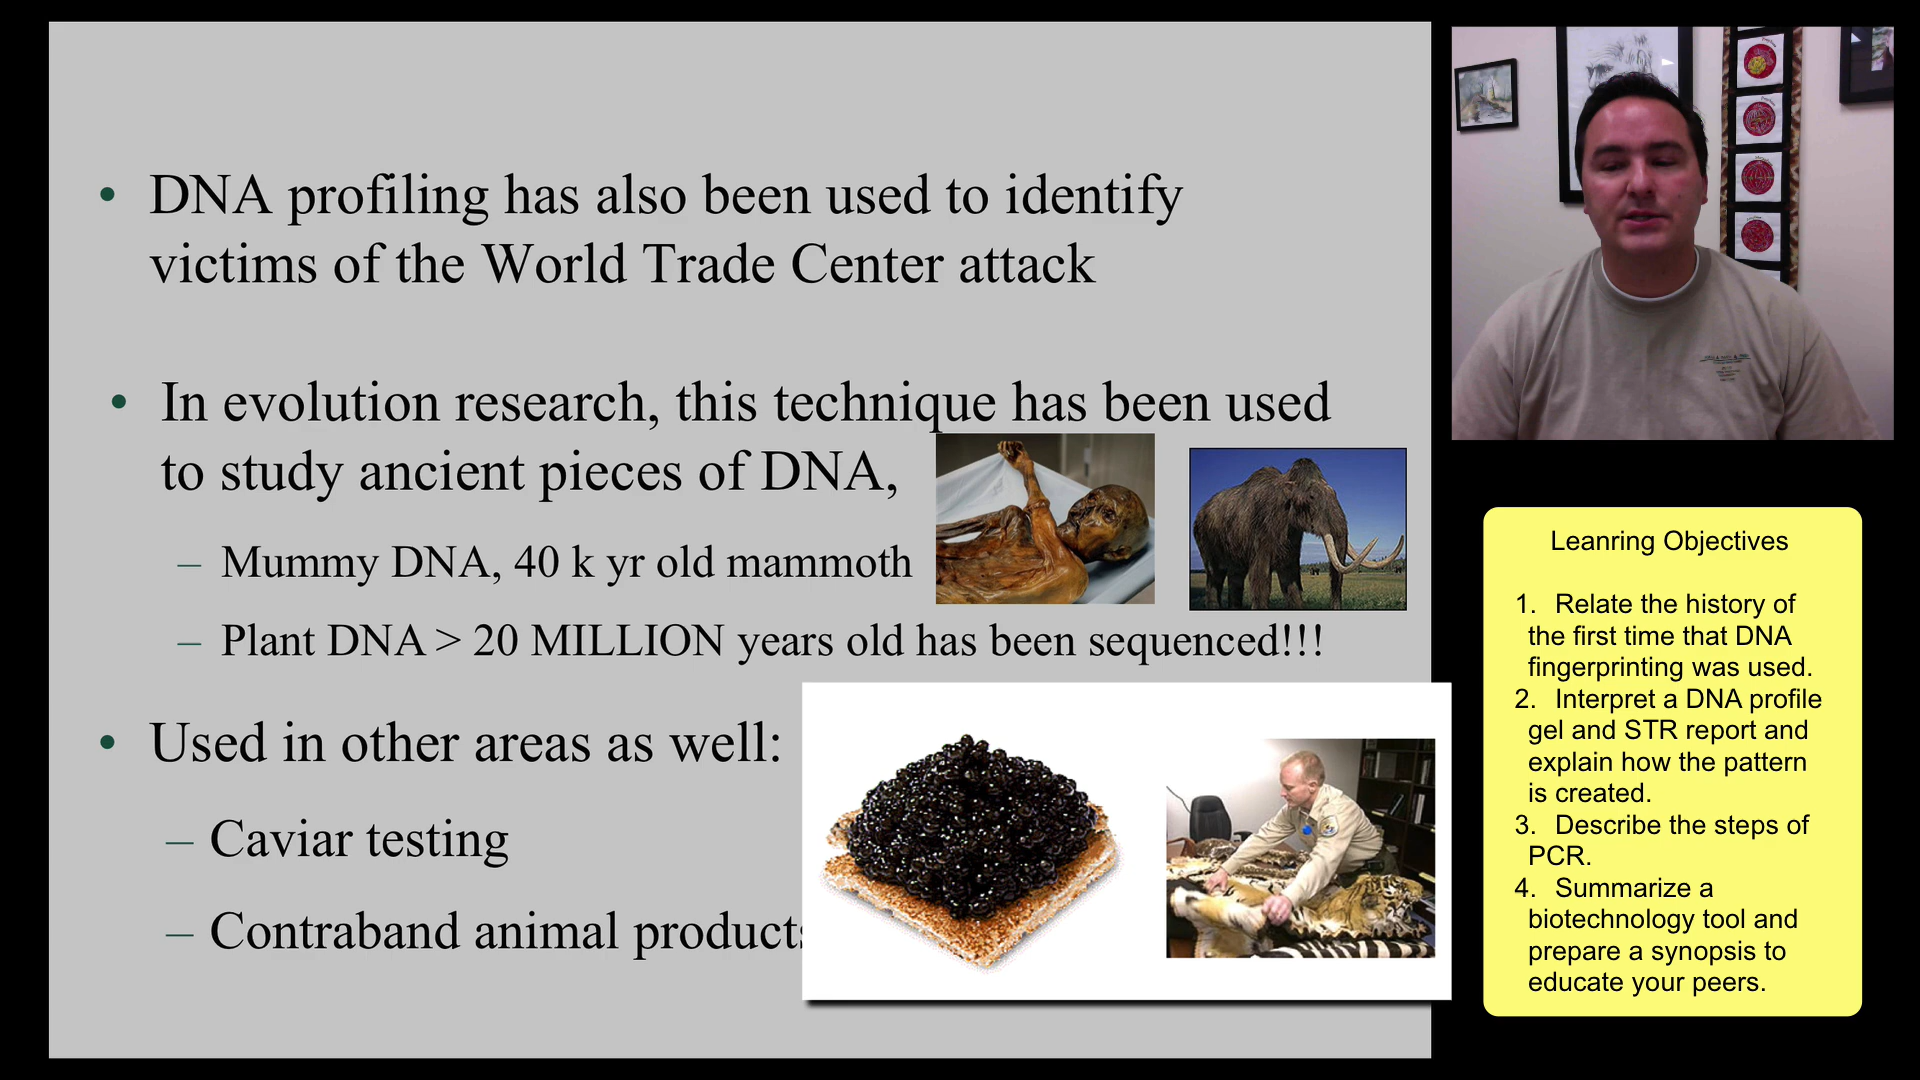 • DNA profiling has also been used to identify
victims of the World Trade Center attack
• In evolution research, this technique has been used
to study ancient pieces of DNA,
– Mummy DNA, 40 k yr old mammoth
– Plant DNA > 20 MILLION years old has been sequenced!!!
• Used in other areas as well:
– Caviar testing
– Contraband animal products
Leanring Objectives
1. Relate the history of
the first time that DNA
fingerprinting was used.
2. Interpret a DNA profile
gel and STR report and
explain how the pattern
is created.
3. Describe the steps of
PCR.
4. Summarize a
biotechnology tool and
prepare a synopsis to
educate your peers.